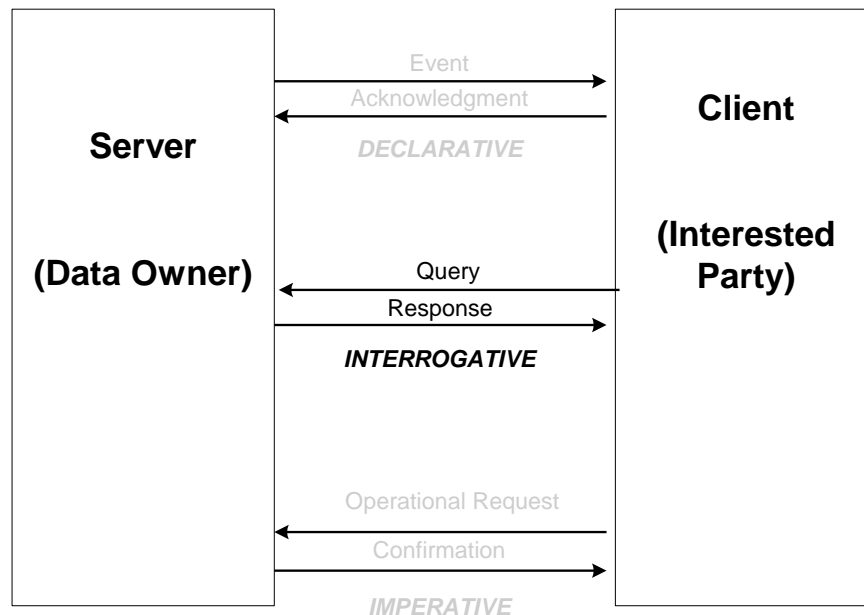 Server
(Data Owner)
Event
Acknowledgment
DECLARATIVE
Query
Response
INTERROGATIVE
Operational Request
Confirmation
IMPERATIVE
Client
(Interested
Party)